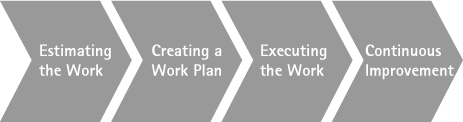 Estimating
the Work
Creating a
Work Plan
Executing
the Work
Continuous
Improvement